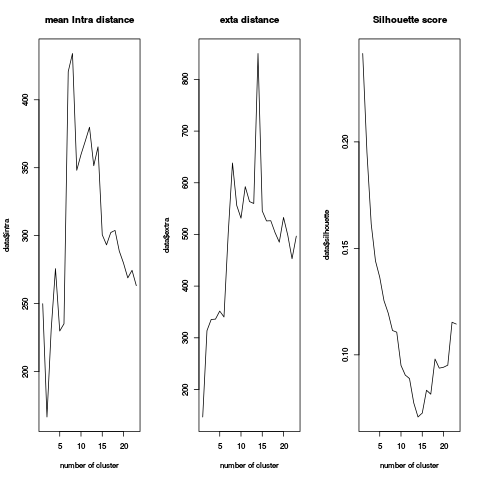 mean Intra distance
data$intra
200
250
300
350
400
5 10 15 20
number of cluster
exta distance
data$extra
200
300
400
500
600
700
800
5 10 15 20
number of cluster
Silhouette score
data$silhouette
0.10
0.15
0.20
5 10 15 20
number of cluster